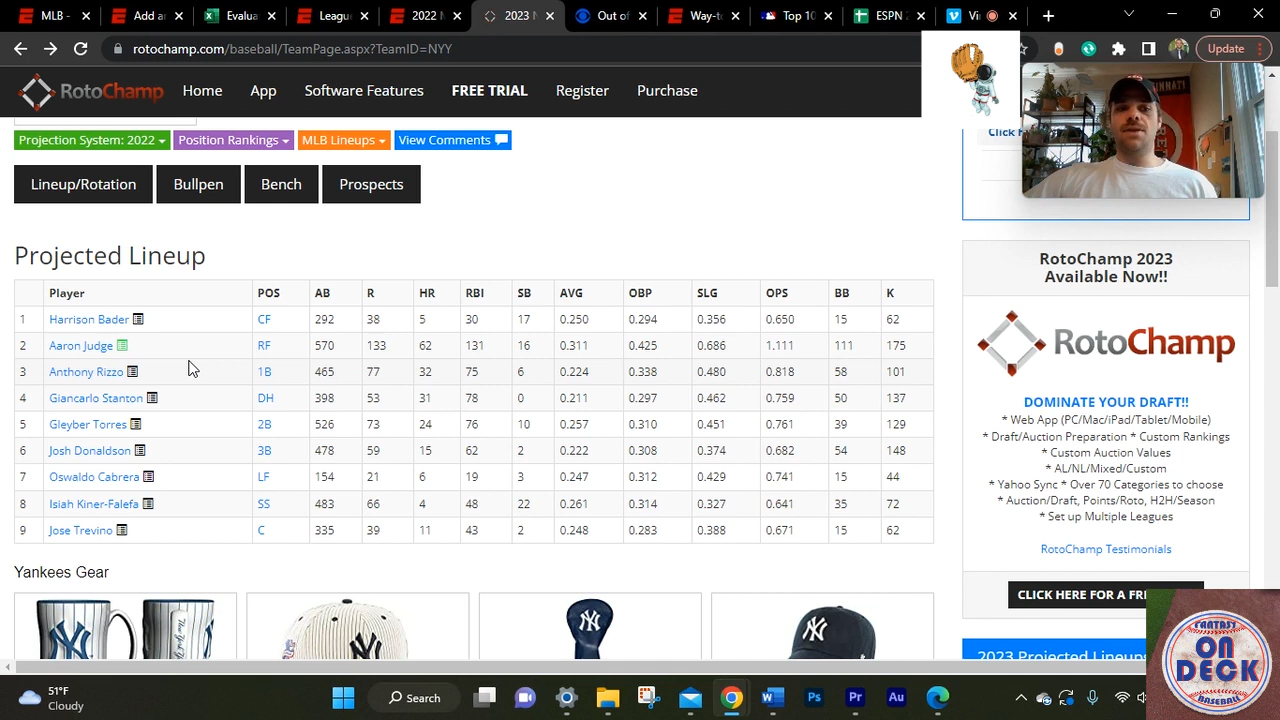 MLB -
Add ar
Evalua
Leagu
2022 M
2023 M
Out of
Way-t
Top 10
ESPN 2
Vi
rotochamp.com/baseball/TeamPage.aspx?TeamID=NYY
Update
RotoChamp Home App Software Features FREE TRIAL Register Purchase
Projection System: 2022 Position Rankings MLB Lineups View Comments
Click H
Lineup/Rotation Bullpen Bench Prospects
Projected Lineup
Player POS AB R HR RBI SB AVG OBP SLG OPS BB K
1 Harrison Bader CF 292 38 5 30 17 0.250 0.294 0.356 0.650 15 62
2 Aaron Judge RF 570 133 62 131 16 0.311 0.425 0.686 1.111 111 175
3 Anthony Rizzo 1B 465 77 32 75 6 0.224 0.338 0.480 0.818 58 101
4 Giancarlo Stanton DH 398 53 31 78 0 0.211 0.297 0.462 0.759 50 137
5 Gleyber Torres 2B 526 73 24 76 10 0.257 0.310 0.451 0.761 39 129
6 Josh Donaldson 3B 478 59 15 62 2 0.222 0.308 0.374 0.682 54 148
7 Oswaldo Cabrera LF 154 21 6 19 3 0.247 0.312 0.429 0.741 15 44
8 Isiah Kiner-Falefa SS 483 66 4 48 22 0.261 0.314 0.327 0.641 35 72
9 Jose Trevino C 335 39 11 43 2 0.248 0.283 0.388 0.671 15 62
RotoChamp 2023
Available Now!!
RotoChamp
DOMINATE YOUR DRAFT!!
* Web App (PC/Mac/iPad/Tablet/Mobile)
* Draft/Auction Preparation * Custom Rankings
* Custom Auction Values
* AL/NL/Mixed/Custom
* Yahoo Sync * Over 70 Categories to choose
* Auction/Draft, Points/Roto, H2H/Season
* Set up Multiple Leagues
RotoChamp Testimonials
CLICK HERE FOR A FRE
2023 Projected Lineups
Yankees Gear
FANTASY
ON
DECK
BASEBALL
51°F
Cloudy
Search